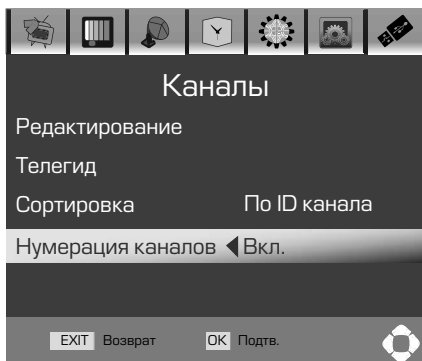 Каналы
Редактирование
Телегид
Сортировка По ID канала
Нумерация каналов Вкл.
EXIT Возврат OK Подтв.